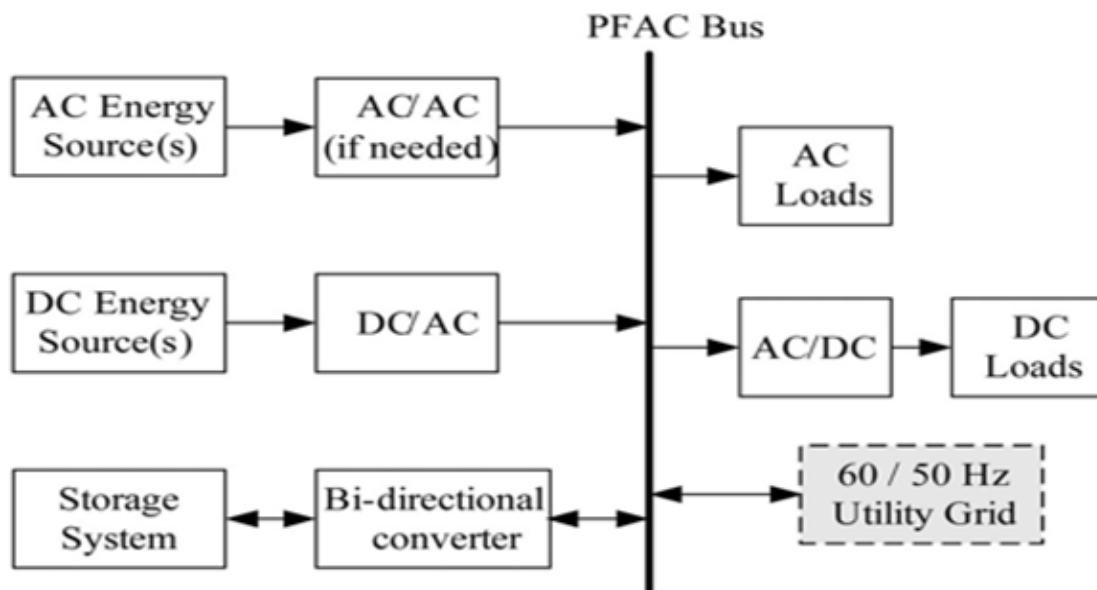 PFAC Bus
AC Energy
Source(s)
AC/AC
(if needed)
AC
Loads
DC Energy
Source(s)
DC/AC
AC/DC
DC
Loads
Storage
System
Bi-directional
converter
60 / 50 Hz
Utility Grid